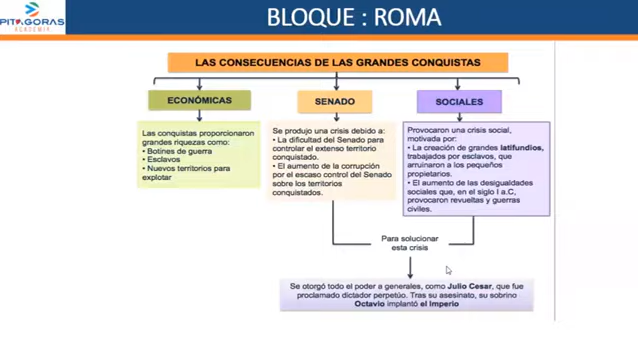 PITAGORAS
ACADEMIA
BLOQUE : ROMA
LAS CONSECUENCIAS DE LAS GRANDES CONQUISTAS
ECONÓMICAS
SENADO
SOCIALES
Las conquistas proporcionaron
grandes riquezas como:
• Botines de guerra
• Esclavos
• Nuevos territorios para
explotar
Se produjo una crisis debido a:
• La dificultad del Senado para
controlar el extenso territorio
conquistado.
• El aumento de la corrupción
por el escaso control del Senado
sobre los territorios
conquistados.
Provocaron una crisis social,
motivada por:
• La creación de grandes latifundios,
trabajados por esclavos, que
arruinaron a los pequeños
propietarios.
• El aumento de las desigualdades
sociales que, en el siglo I a.C,
provocaron revueltas y guerras
civiles.
Para solucionar
esta crisis
Se otorgó todo el poder a generales, como Julio Cesar, que fue
proclamado dictador perpetúo. Tras su asesinato, su sobrino
Octavio implantó el Imperio